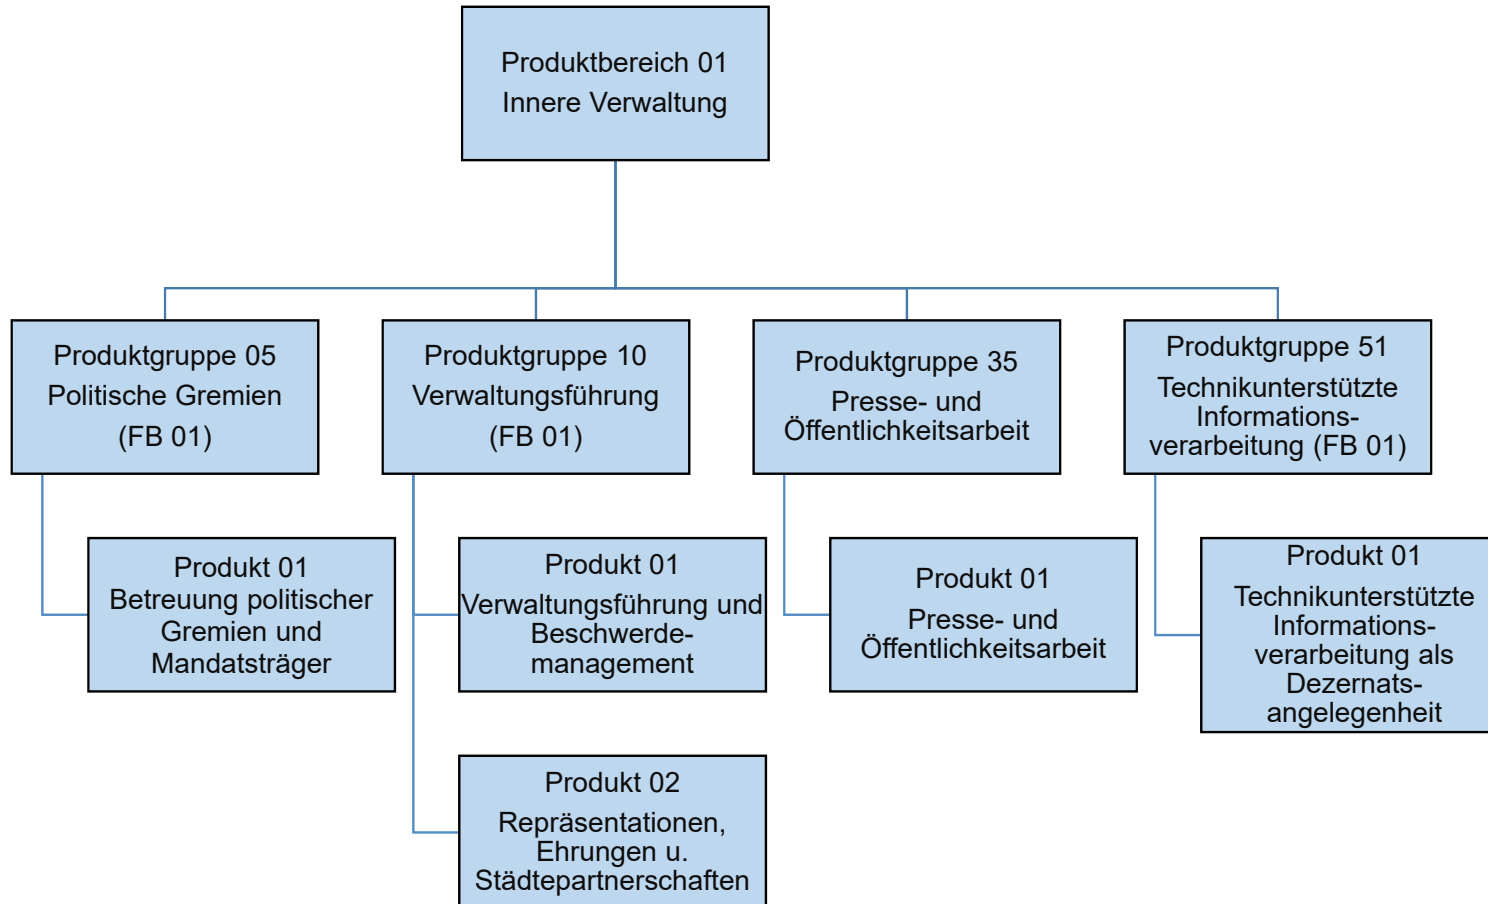 Produktbereich 01
Innere Verwaltung
Produktgruppe 05
Politische Gremien
(FB 01)
Produktgruppe 10
Verwaltungsführung
(FB 01)
Produktgruppe 35
Presse- und
Öffentlichkeitsarbeit
Produktgruppe 51
Technikunterstützte
Informations-
verarbeitung (FB 01)
Produkt 01
Betreuung politischer
Gremien und
Mandatsträger
Produkt 01
Verwaltungsführung und
Beschwerde-
management
Produkt 01
Presse- und
Öffentlichkeitsarbeit
Produkt 01
Technikunterstützte
Informations-
verarbeitung als
Dezernats-
angelegenheit
Produkt 02
Repräsentationen,
Ehrungen u.
Städtepartnerschaften